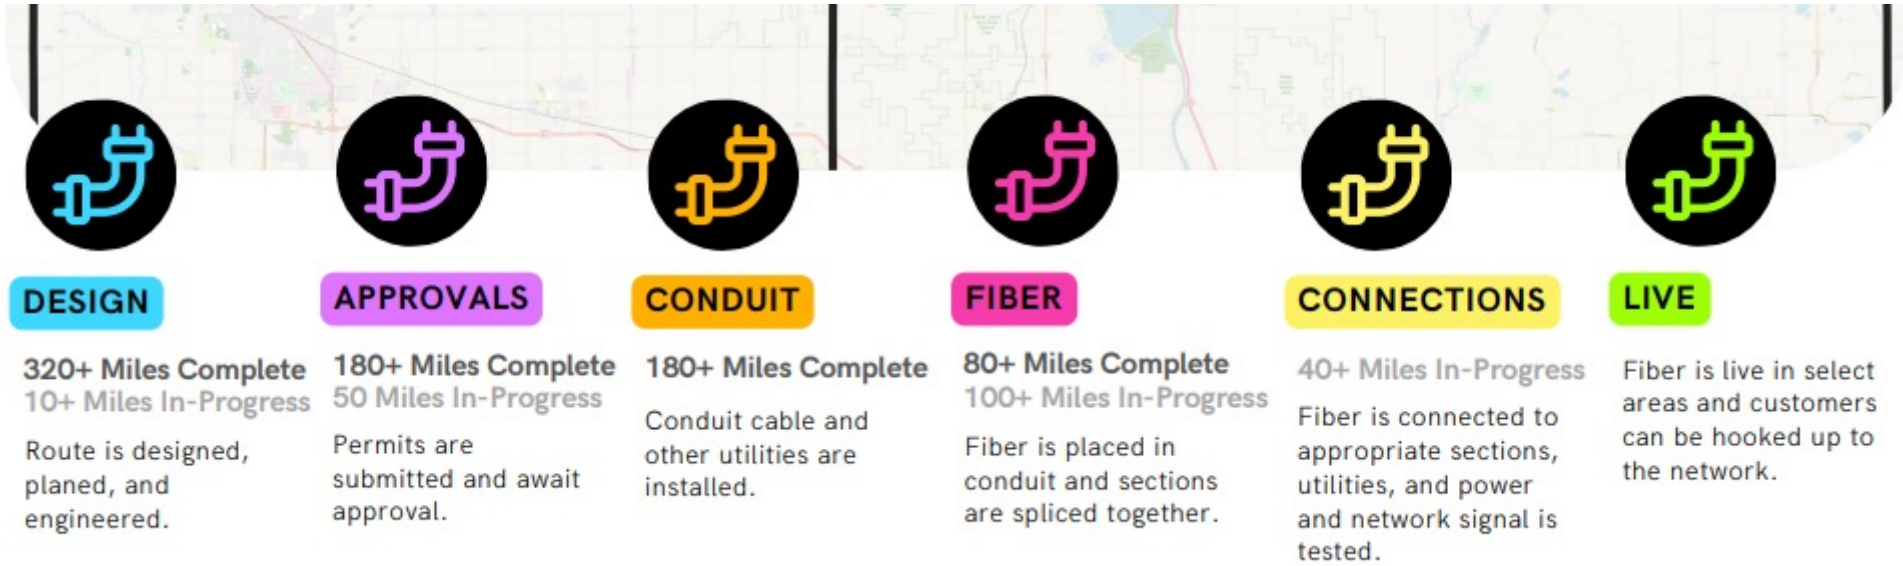 DESIGN
320+ Miles Complete
10+ Miles In-Progress
Route is designed,
planed, and
engineered.
APPROVALS
180+ Miles Complete
50 Miles In-Progress
Permits are
submitted and await
approval.
CONDUIT
180+ Miles Complete
Conduit cable and
other utilities are
installed.
FIBER
80+ Miles Complete
100+ Miles In-Progress
Fiber is placed in
conduit and sections
are spliced together.
CONNECTIONS
40+ Miles In-Progress
Fiber is connected to
appropriate sections,
utilities, and power
and network signal is
tested.
LIVE
Fiber is live in select
areas and customers
can be hooked up to
the network.